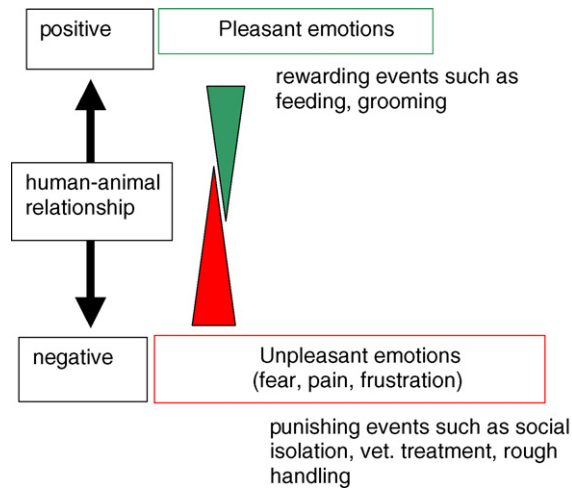 positive
Pleasant emotions
rewarding events such as
feeding, grooming
human-animal
relationship
negative
Unpleasant emotions
(fear, pain, frustration)
punishing events such as social
isolation, vet. treatment, rough
handling